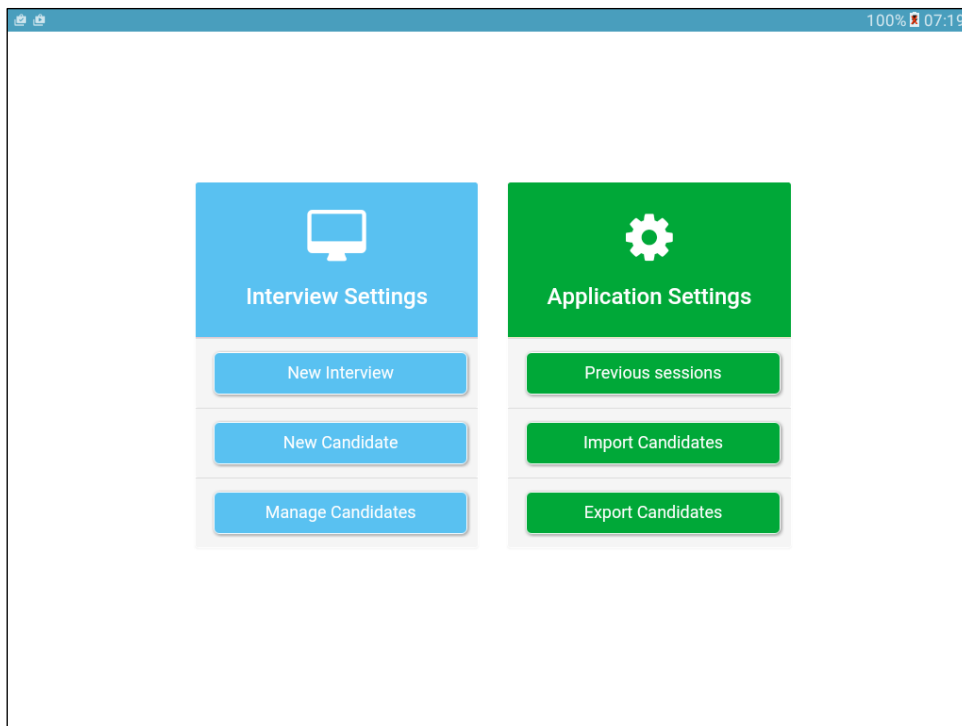 100% 07:19
Interview Settings
New Interview
New Candidate
Manage Candidates
Application Settings
Previous sessions
Import Candidates
Export Candidates